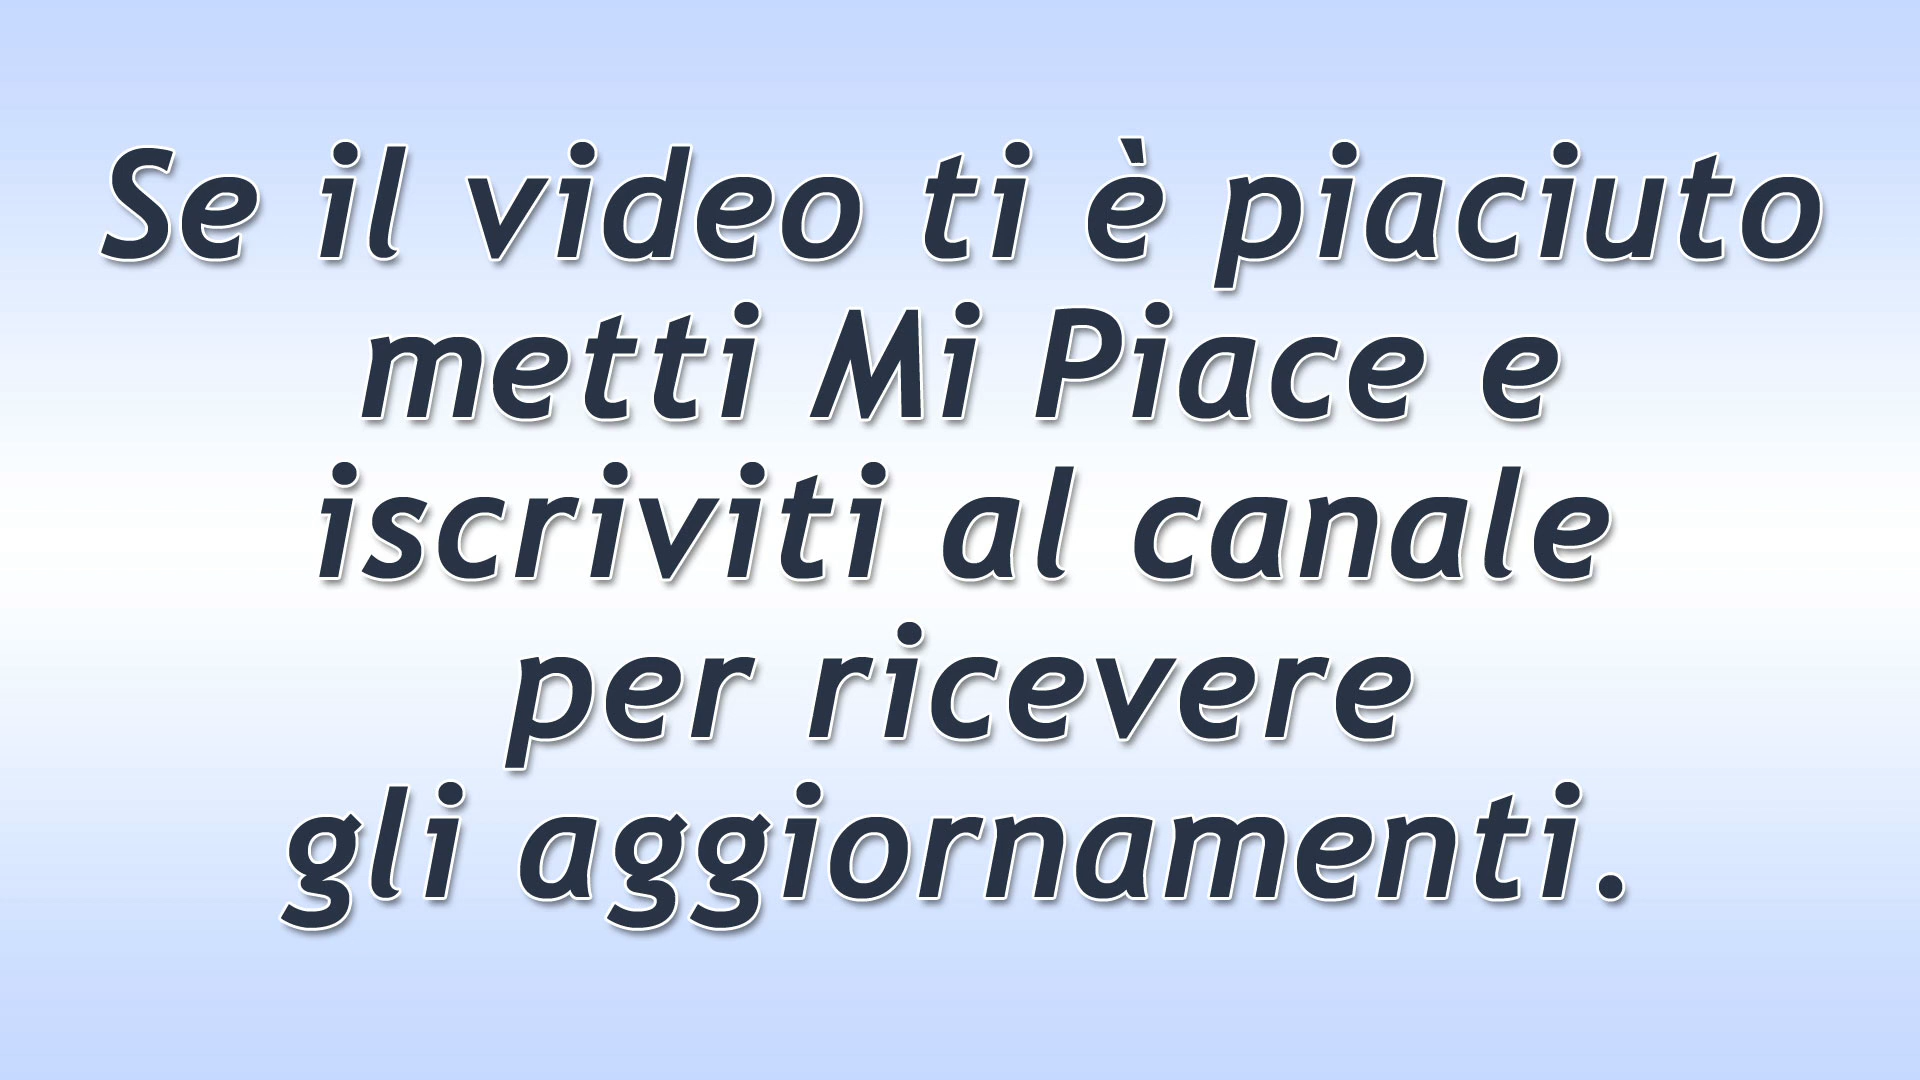 Se il video ti è piaciuto
metti Mi Piace e
iscriviti al canale
per ricevere
gli aggiornamenti.